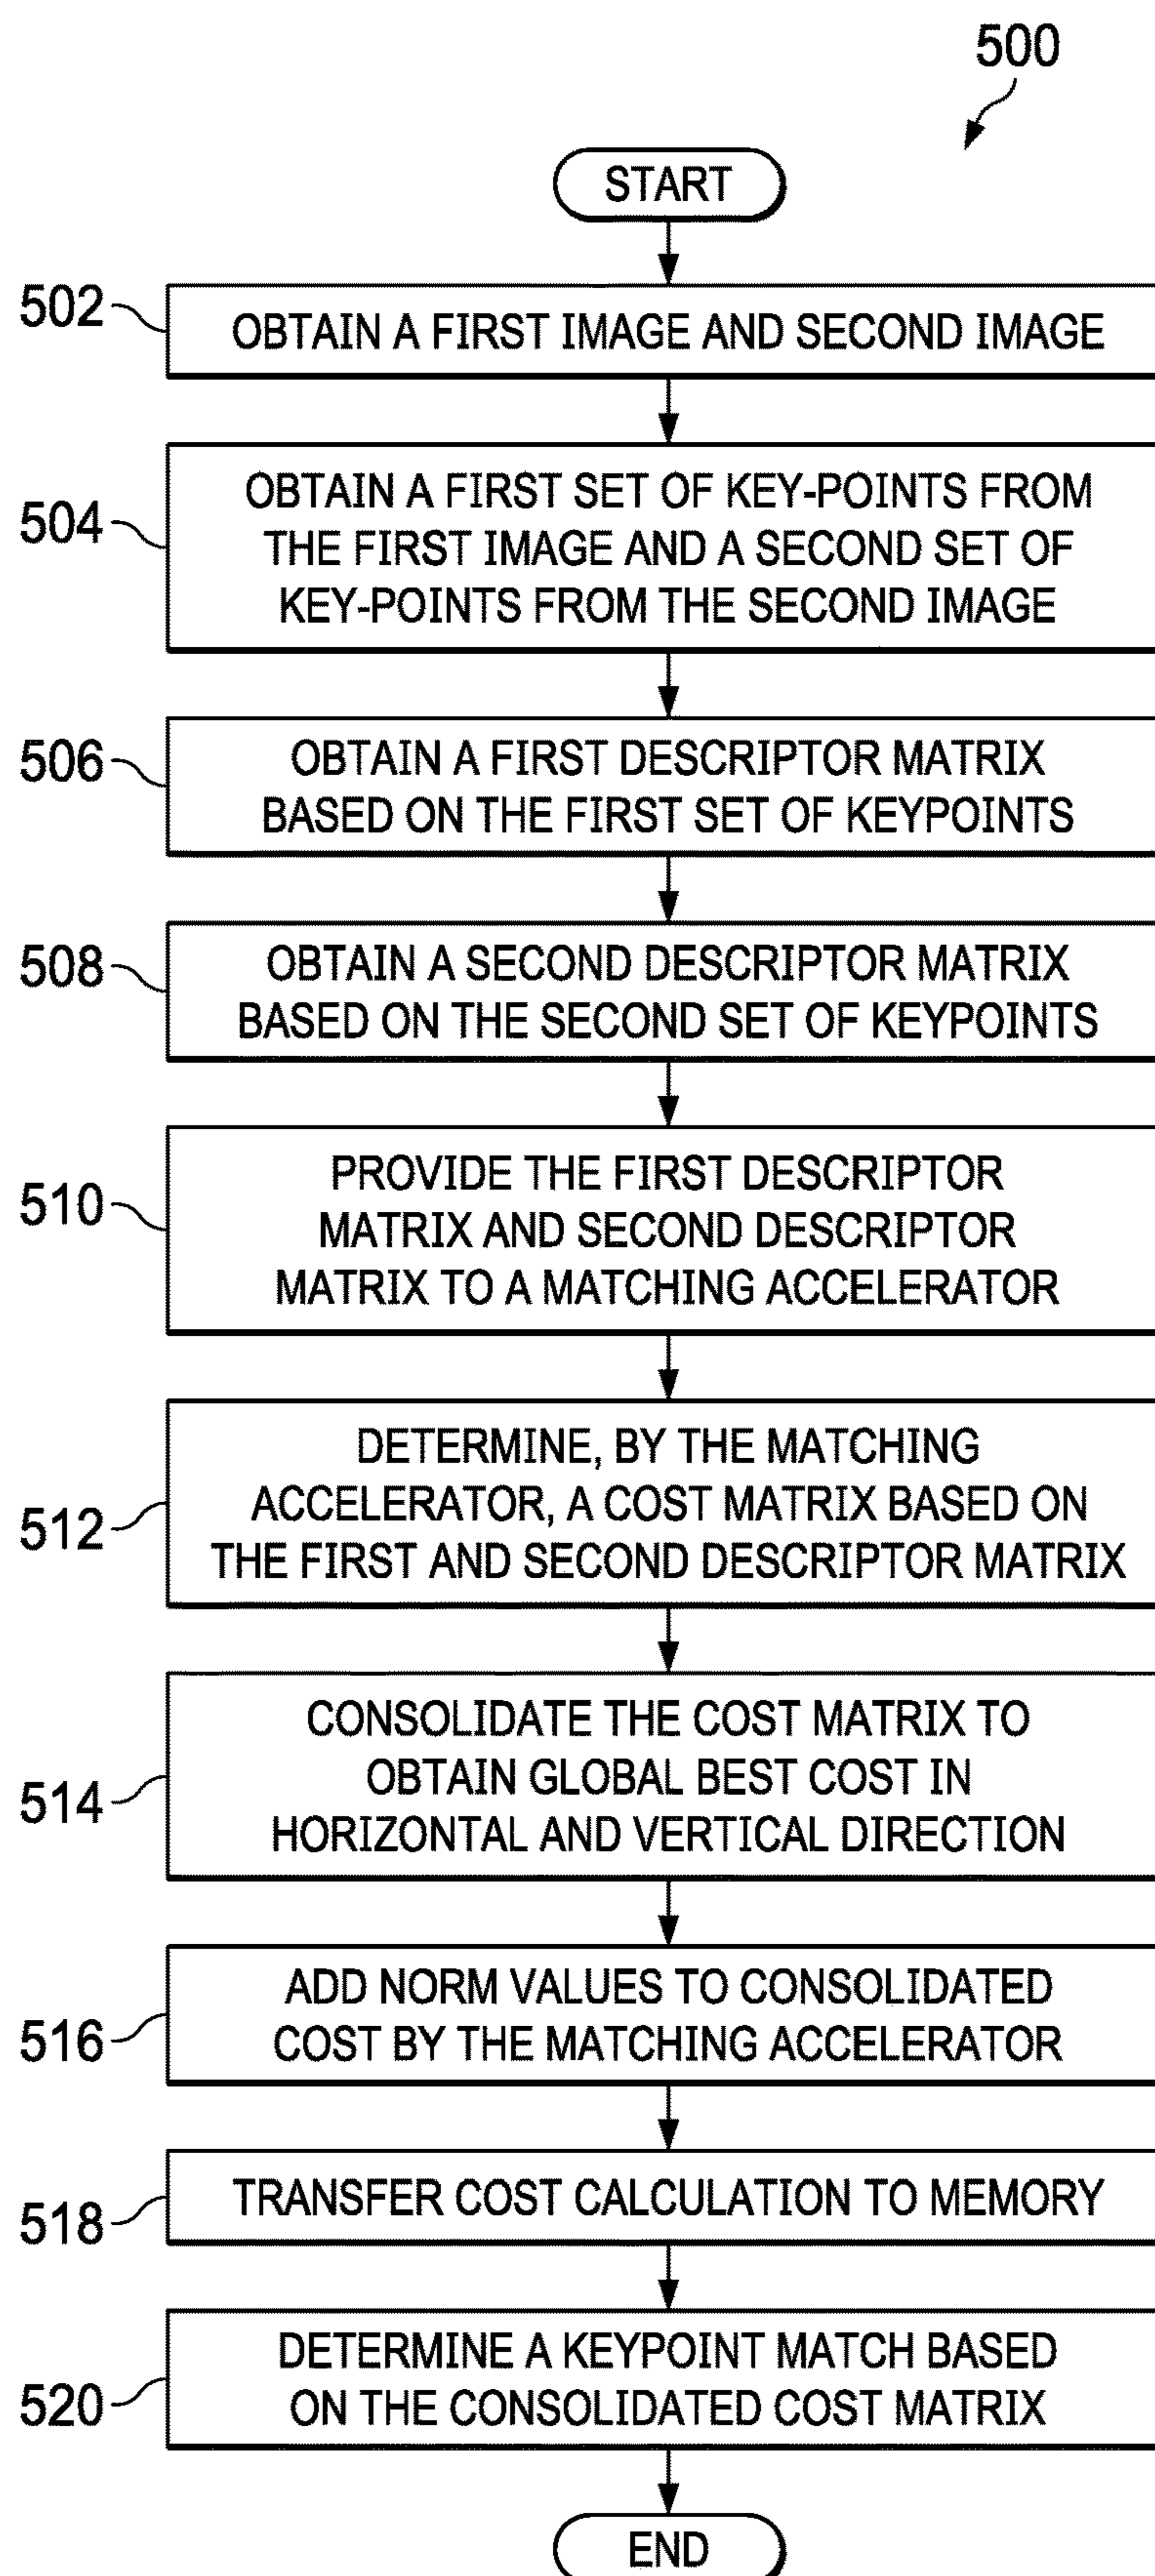 500
START
502
OBTAIN A FIRST IMAGE AND SECOND IMAGE
504
OBTAIN A FIRST SET OF KEY-POINTS FROM
THE FIRST IMAGE AND A SECOND SET OF
KEY-POINTS FROM THE SECOND IMAGE
506
OBTAIN A FIRST DESCRIPTOR MATRIX
BASED ON THE FIRST SET OF KEYPOINTS
508
OBTAIN A SECOND DESCRIPTOR MATRIX
BASED ON THE SECOND SET OF KEYPOINTS
510
PROVIDE THE FIRST DESCRIPTOR
MATRIX AND SECOND DESCRIPTOR
MATRIX TO A MATCHING ACCELERATOR
512
DETERMINE, BY THE MATCHING
ACCELERATOR, A COST MATRIX BASED ON
THE FIRST AND SECOND DESCRIPTOR MATRIX
514
CONSOLIDATE THE COST MATRIX TO
OBTAIN GLOBAL BEST COST IN
HORIZONTAL AND VERTICAL DIRECTION
516
ADD NORM VALUES TO CONSOLIDATED
COST BY THE MATCHING ACCELERATOR
518
TRANSFER COST CALCULATION TO MEMORY
520
DETERMINE A KEYPOINT MATCH BASED
ON THE CONSOLIDATED COST MATRIX
END